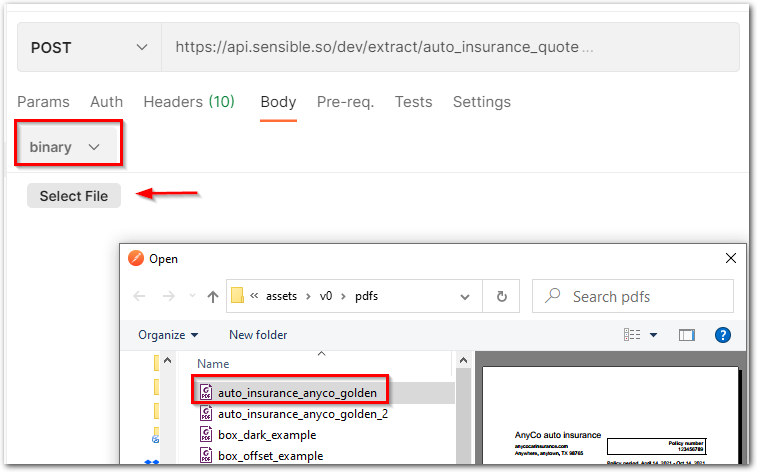 POST
https://api.sensible.so/dev/extract/auto_insurance_quote ...
Params Auth Headers (10) Body Pre-req. Tests Settings
binary
Select File
Open
« assets › v0 › pdfs
Search pdfs
Organize New folder
Name
auto_insurance_anyco_golden
auto_insurance_anyco_golden_2
box_dark_example
box_offset_example
AnyCo auto insurance
anycocarinsurance.com
Anywhere, anytown, TX 98765
Policy number
123456789
Policy period: April 14, 2021 - Oct 14, 2021